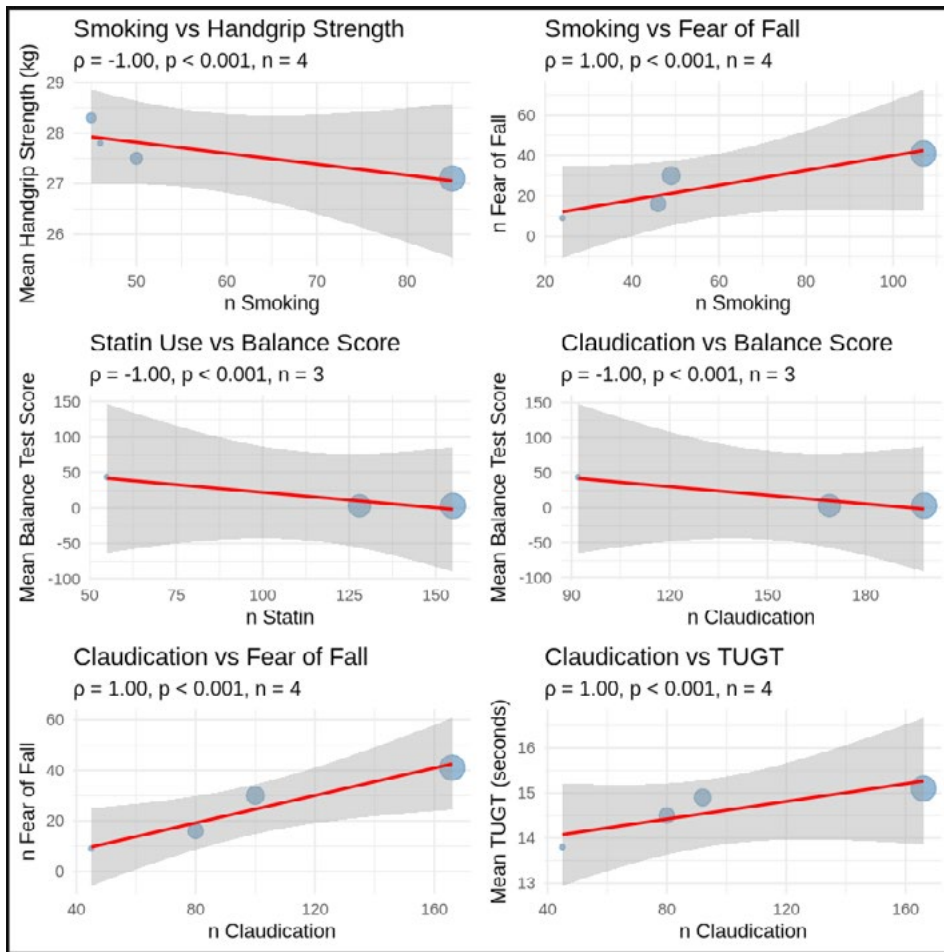 Smoking vs Handgrip Strength
ρ = -1.00, p < 0.001, n = 4
Mean Handgrip Strength (kg)
29
28
27
26
50
60
70
80
n Smoking
Smoking vs Fear of Fall
ρ = 1.00, p < 0.001, n = 4
n Fear of Fall
60
40
20
0
20
40
60
80
100
n Smoking
Statin Use vs Balance Score
ρ = -1.00, p < 0.001, n = 3
Mean Balance Test Score
150
100
50
0
-50
-100
50
75
100
125
150
n Statin
Claudication vs Balance Score
ρ = -1.00, p < 0.001, n = 3
Mean Balance Test Score
150
100
50
0
-50
-100
90
120
150
180
n Claudication
Claudication vs Fear of Fall
ρ = 1.00, p < 0.001, n = 4
n Fear of Fall
60
40
20
0
40
80
120
160
n Claudication
Claudication vs TUGT
ρ = 1.00, p < 0.001, n = 4
Mean TUGT (seconds)
16
15
14
13
40
80
120
160
n Claudication